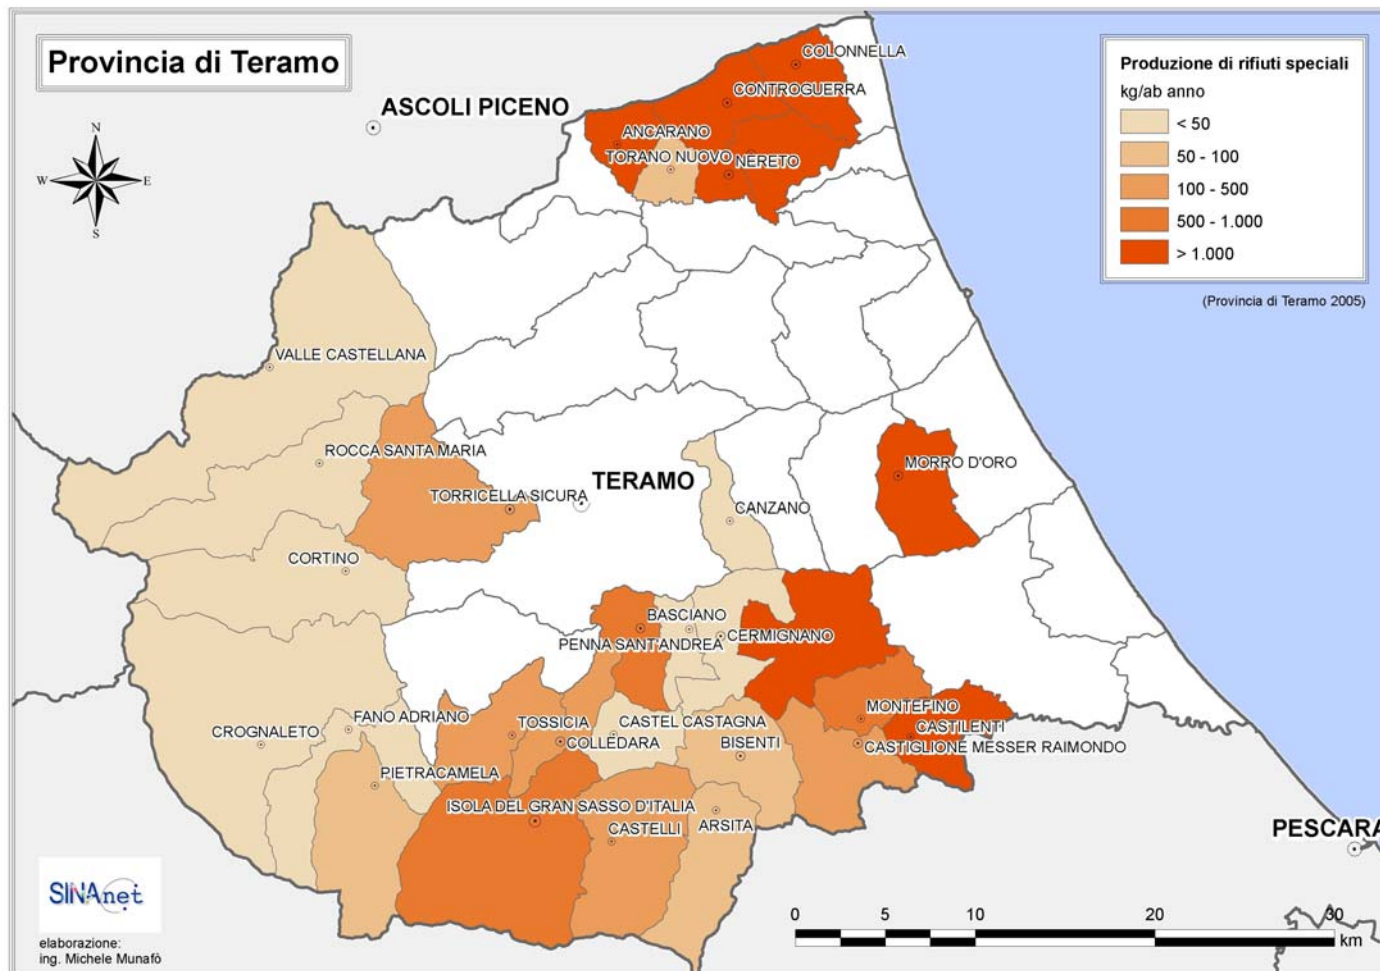 Provincia di Teramo
N
W
E
S
ASCOLI PICENO
COLONNELLA
CONTROGUERRA
ANCARANO
TORANO NUOVO
NERETO
Produzione di rifiuti speciali
kg/ab anno
< 50
50 - 100
100 - 500
500 - 1.000
> 1.000
(Provincia di Teramo 2005)
VALLE CASTELLANA
ROCCA SANTA MARIA
TERAMO
MORRO D'ORO
TORRICELLA SICURA
CANZANO
CORTINO
BASCIANO
CERMIGNANO
PENNA SANT'ANDREA
MONTEFINO
FANO ADRIANO
TOSSICIA
CASTEL CASTAGNA
CASTILENTI
CROGNALETO
COLLEDARA
BISENTI
CASTIGLIONE MESSER RAIMONDO
PIETRACAMELA
ISOLA DEL GRAN SASSO D'ITALIA
CASTELLI
ARSITA
PESCARA
SINAnet
elaborazione:
ing. Michele Munafò
0 5 10 20 30
km